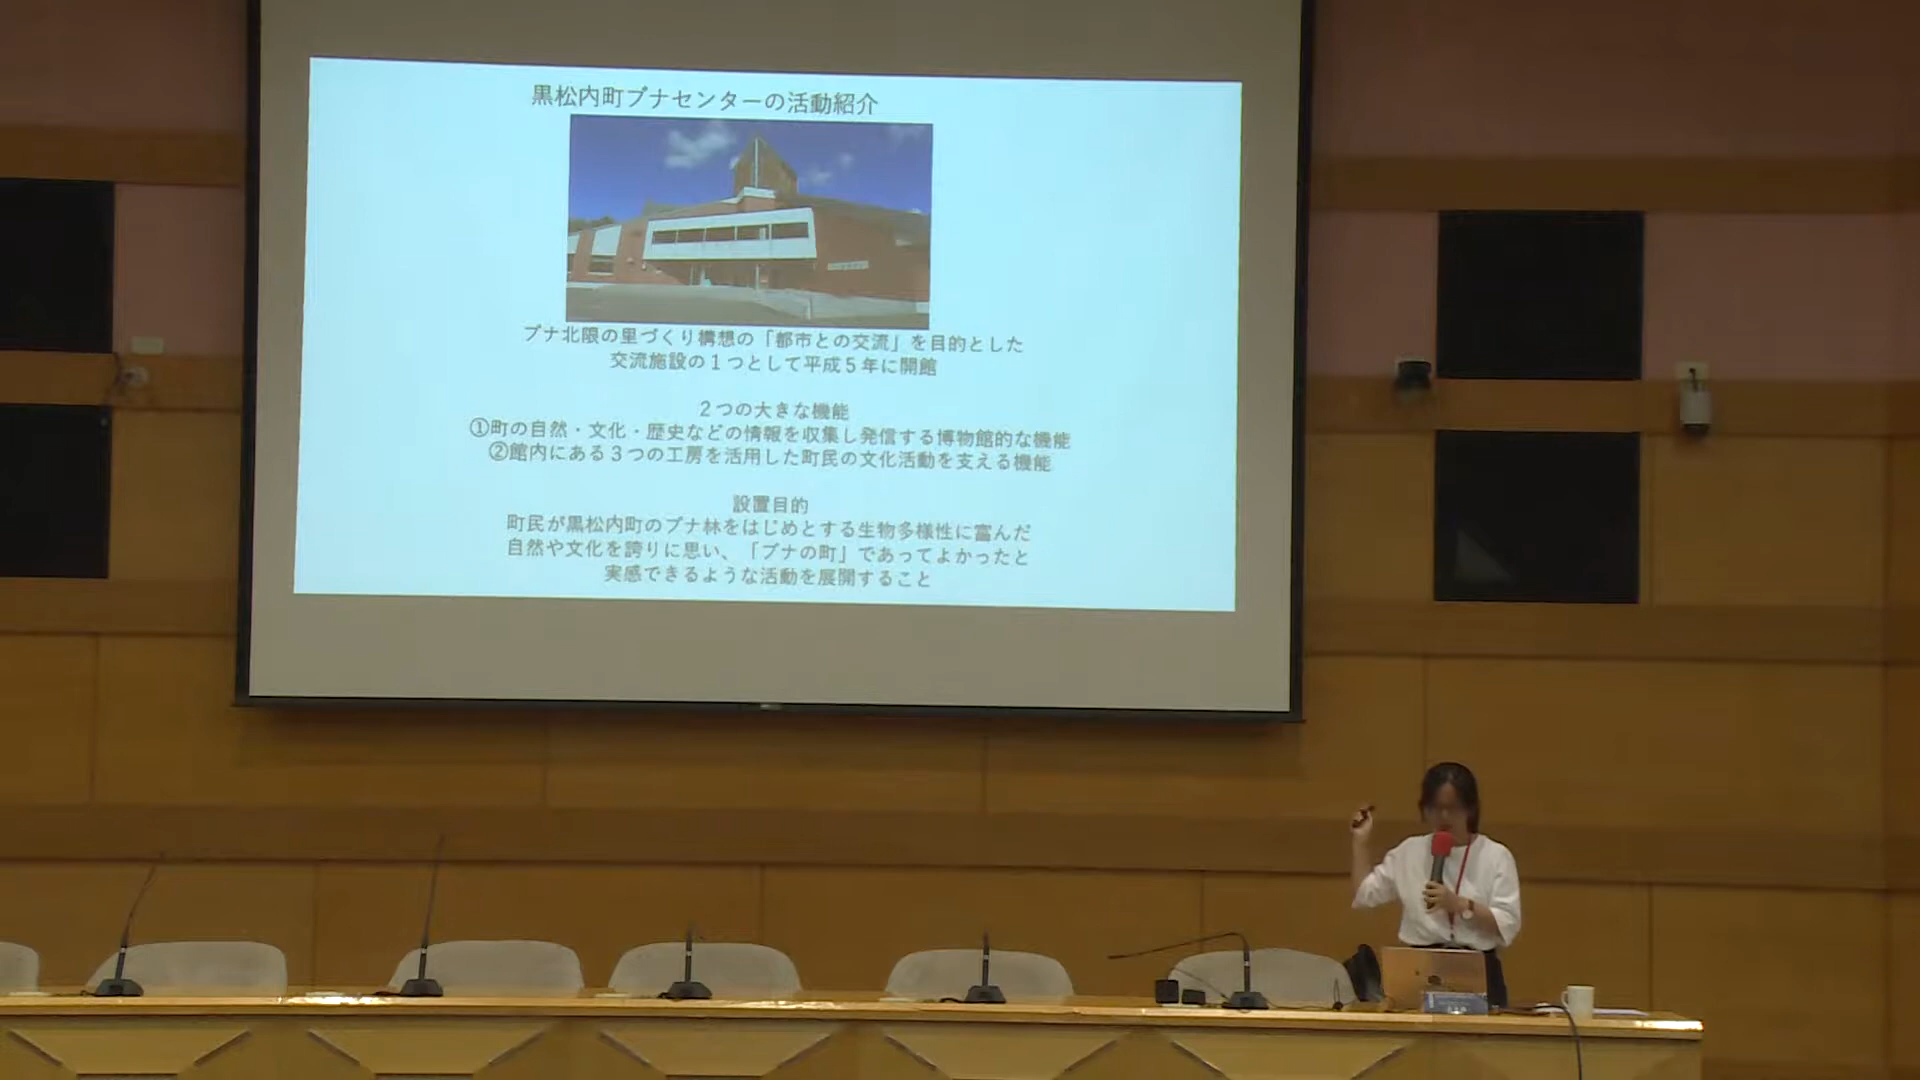 黒松内町ブナセンターの活動紹介
ブナ北限の里づくり構想の「都市との交流」を目的とした
交流施設の1つとして平成5年に開館
2つの大きな機能
①町の自然・文化・歴史などの情報を収集し発信する博物館的な機能
②館内にある3つの工房を活用した町民の文化活動を支える機能
設置目的
町民が黒松内町のブナ林をはじめとする生物多様性に富んだ
自然や文化を誇りに思い、「ブナの町」であってよかったと
実感できるような活動を展開すること